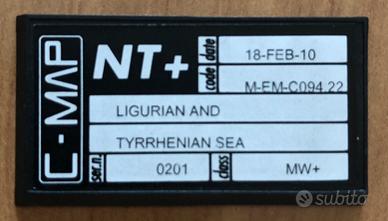 C-MAP
NT+
date
18-FEB-10
code
M-EM-C094.22
LIGURIAN AND
TYRRHENIAN SEA
ser.n.
0201
class
MW+
subito